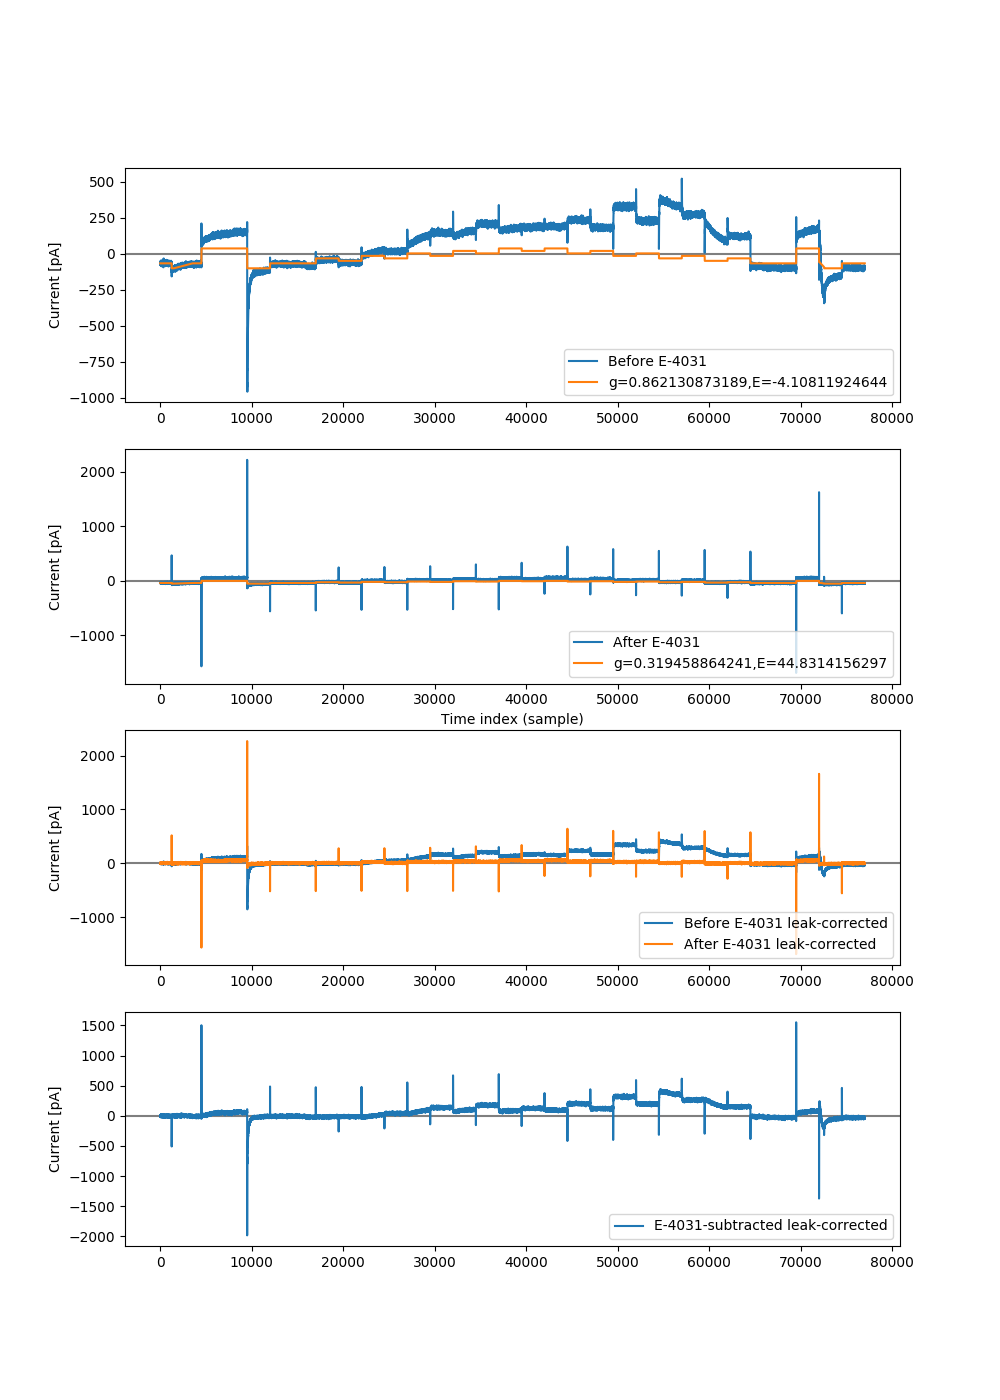 500
250
0
−250
−500
−750
−1000
Current [pA]
Before E-4031
g=0.862130873189,E=-4.10811924644
0 10000 20000 30000 40000 50000 60000 70000 80000
2000
1000
0
−1000
Current [pA]
After E-4031
g=0.319458864241,E=44.8314156297
0 10000 20000 30000 40000 50000 60000 70000 80000
Time index (sample)
2000
1000
0
−1000
Current [pA]
Before E-4031 leak-corrected
After E-4031 leak-corrected
0 10000 20000 30000 40000 50000 60000 70000 80000
1500
1000
500
0
−500
−1000
−1500
−2000
Current [pA]
E-4031-subtracted leak-corrected
0 10000 20000 30000 40000 50000 60000 70000 80000